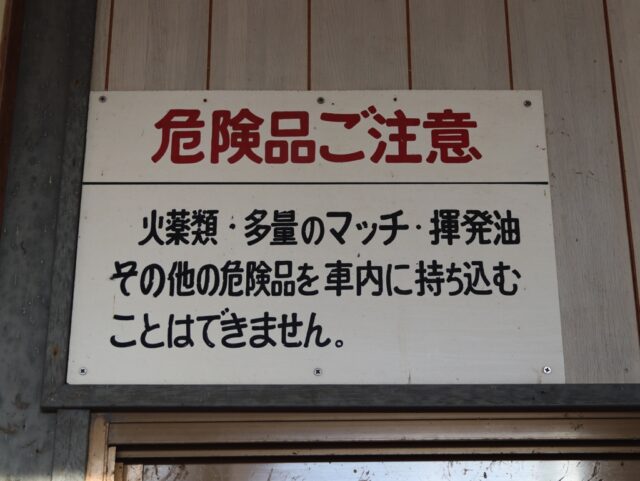 危険品ご注意
火薬類・多量のマッチ・揮発油
その他の危険品を車内に持ち込む
ことはできません。